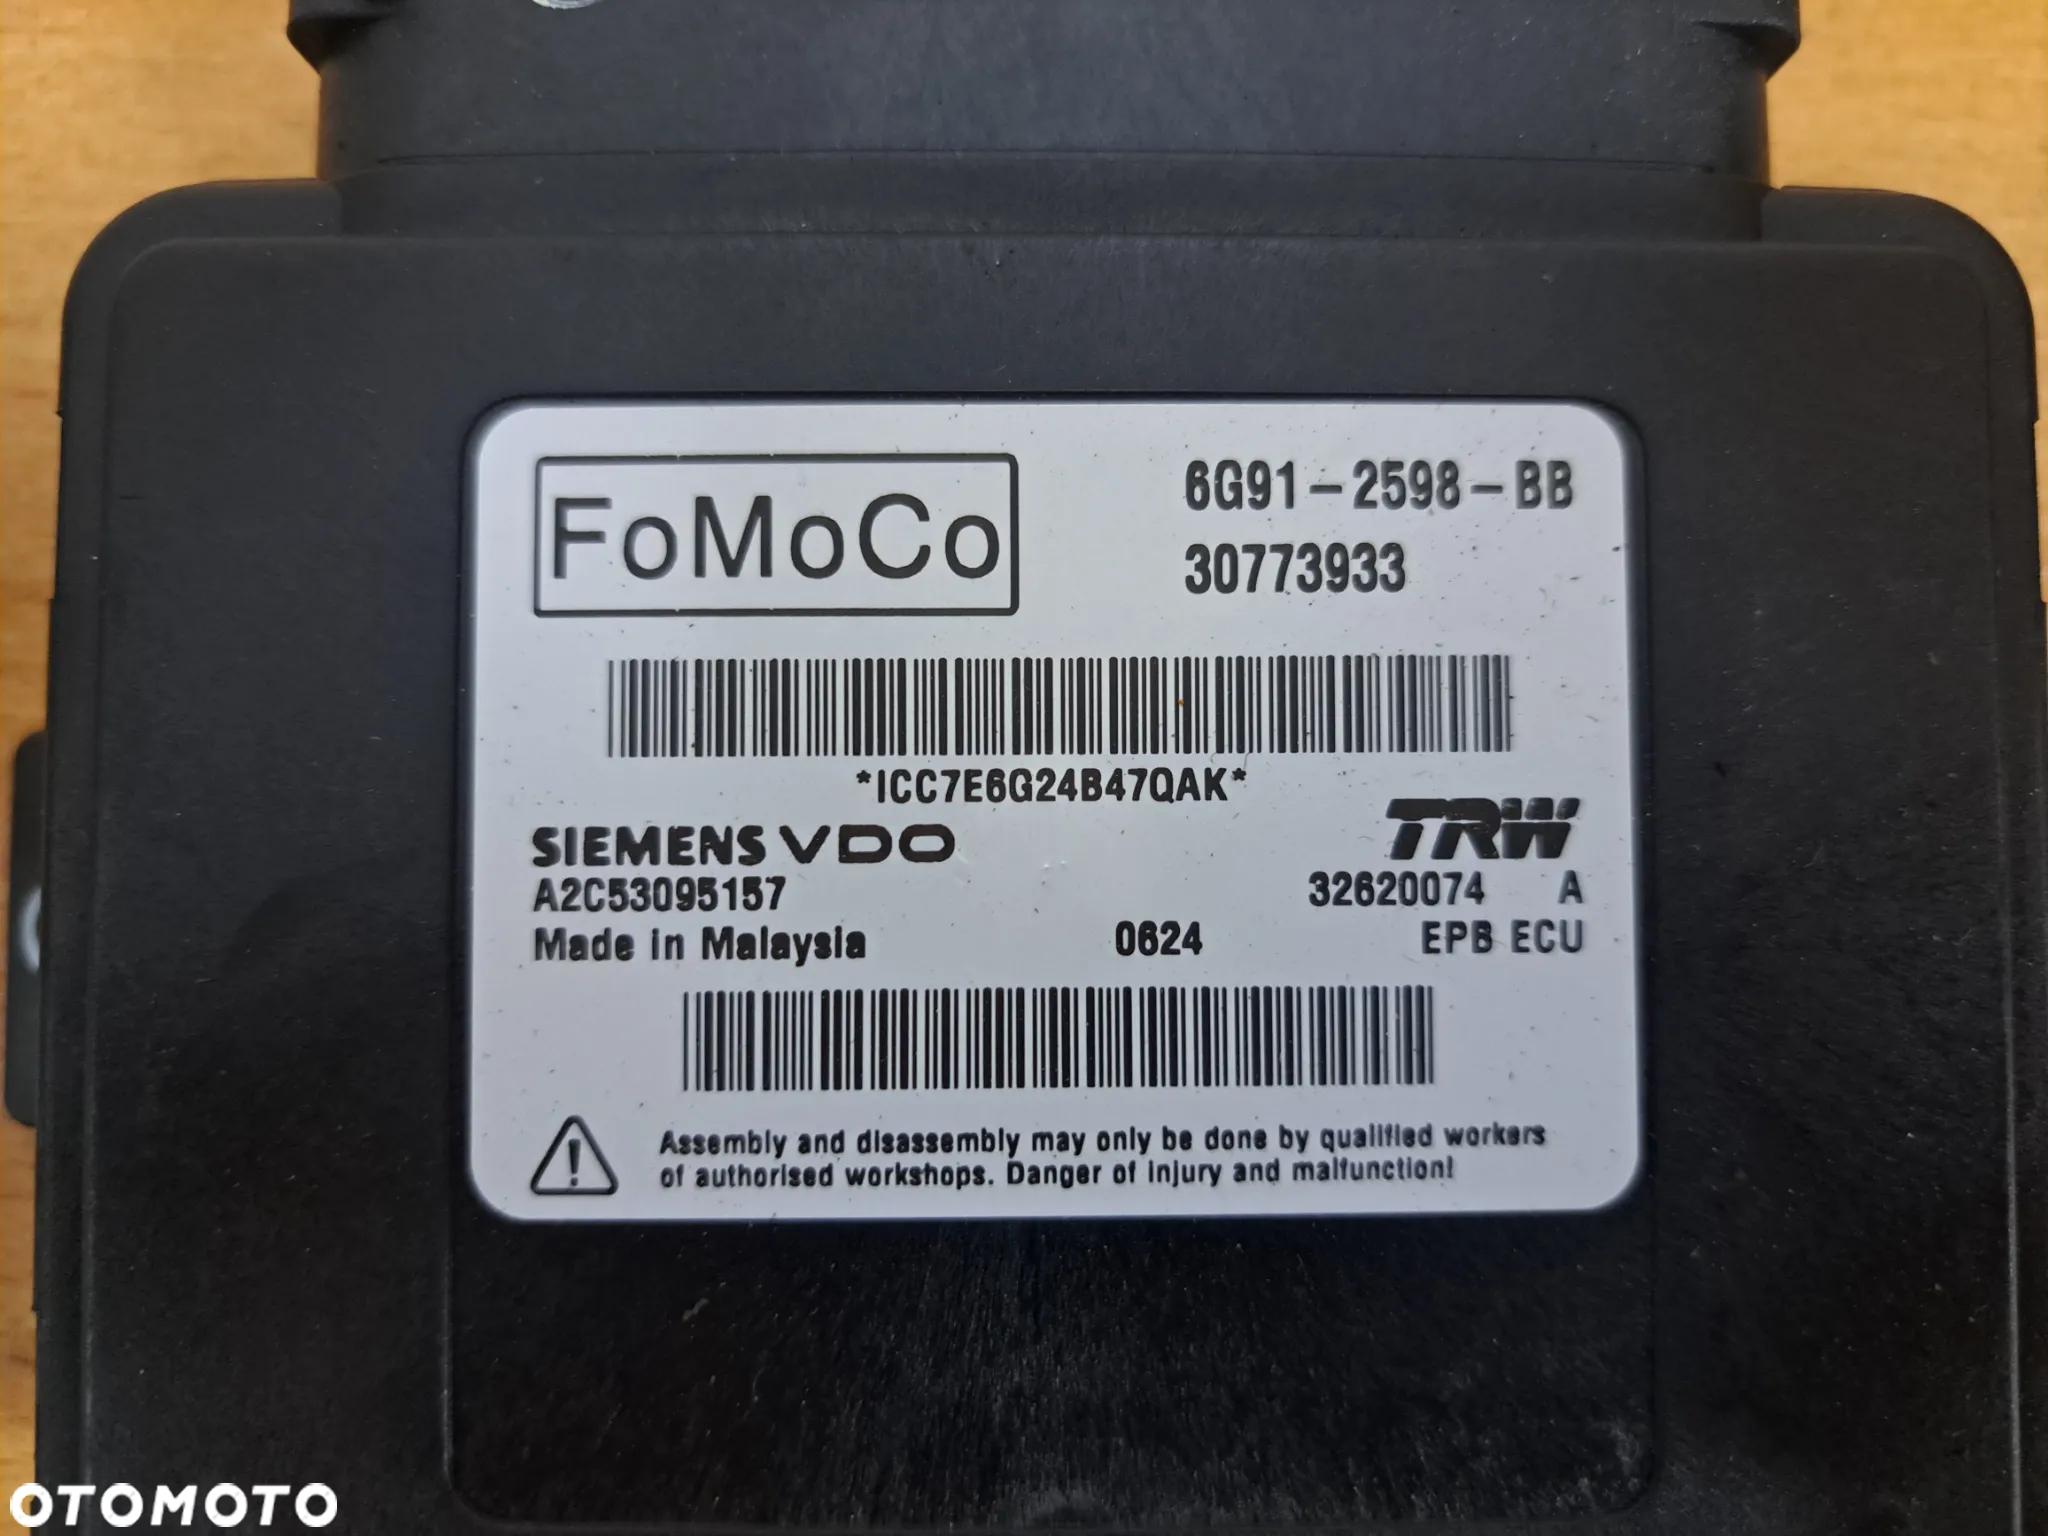 FoMoCo
6G91-2598-BB
30773933
*ICC7E6G24B47QAK*
SIEMENS VDO
TRW
A2C53095157
32620074 A
Made in Malaysia 0624 EPB ECU
Assembly and disassembly may only be done by qualified workers
of authorised workshops. Danger of injury and malfunction!
OTOMOTO